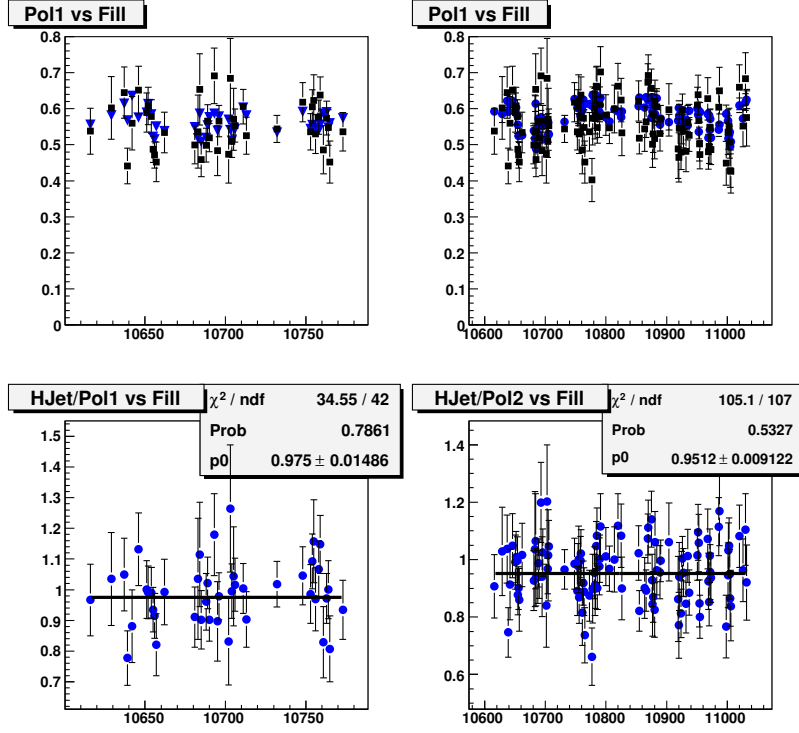 Pol1 vs Fill
0.8
0.7
0.6
0.5
0.4
0.3
0.2
0.1
0
10650 10700 10750
Pol1 vs Fill
0.8
0.7
0.6
0.5
0.4
0.3
0.2
0.1
0
10600 10700 10800 10900 11000
HJet/Pol1 vs Fill
χ² / ndf 34.55 / 42
Prob 0.7861
p0 0.975 ± 0.01486
1.5
1.4
1.3
1.2
1.1
1
0.9
0.8
0.7
10650 10700 10750
HJet/Pol2 vs Fill
χ² / ndf 105.1 / 107
Prob 0.5327
p0 0.9512 ± 0.009122
1.4
1.2
1
0.8
0.6
10600 10700 10800 10900 11000